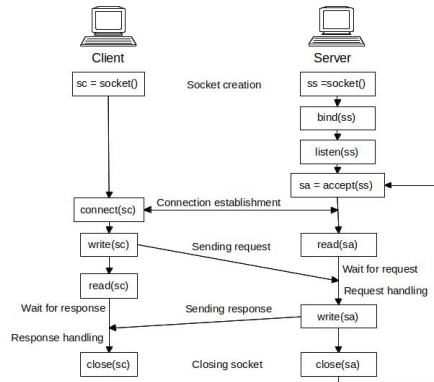 Client Server
sc = socket() Socket creation ss =socket()
bind(ss)
listen(ss)
sa = accept(ss)
connect(sc) Connection establishment
write(sc) Sending request read(sa)
Wait for request
read(sc) Request handling
Wait for response Sending response write(sa)
Response handling
close(sc) Closing socket close(sa)